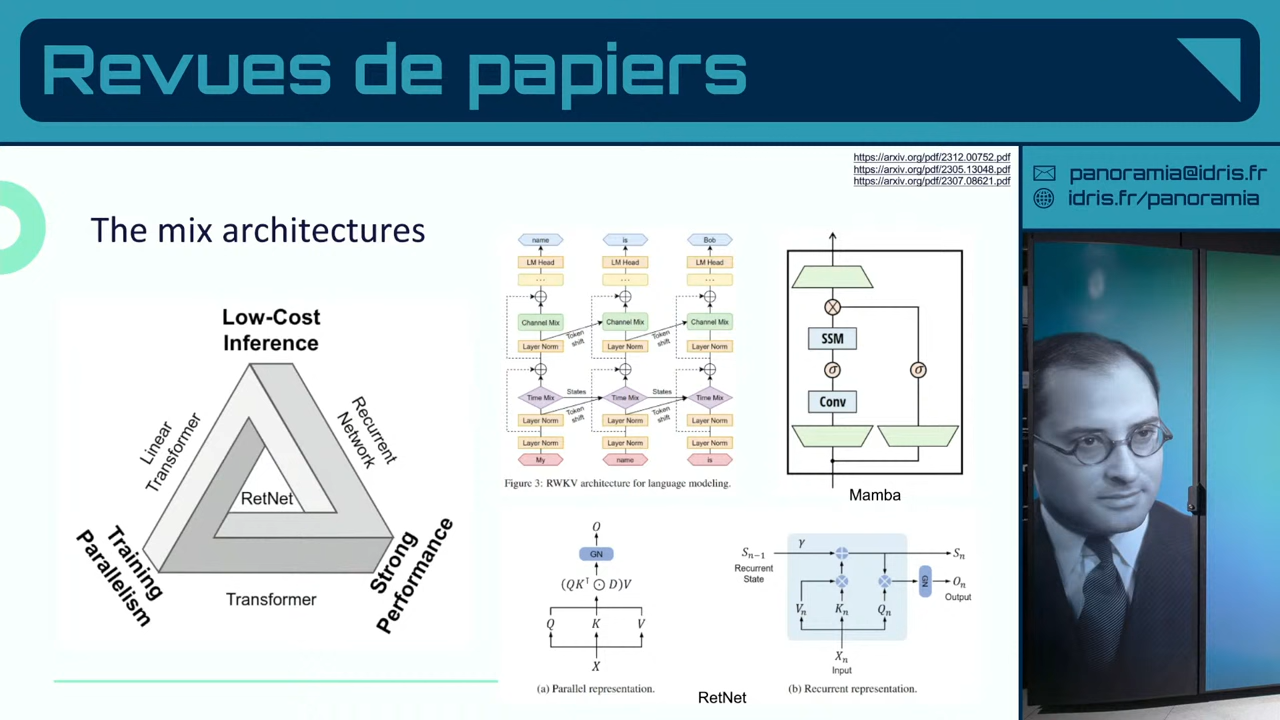 Revues de papiers
panoramia@idris.fr
idris.fr/panoramia
https://arxiv.org/pdf/2312.00752.pdf
https://arxiv.org/pdf/2305.13048.pdf
https://arxiv.org/pdf/2307.08621.pdf
The mix architectures
Low-Cost
Inference
Linear
Transformer
Recurrent
Network
RetNet
Training
Parallelism
Strong
Performance
Transformer
name is Bob
LM Head LM Head LM Head
... ... ...
Channel Mix Channel Mix Channel Mix
Token
shift
Token
shift
Layer Norm Layer Norm Layer Norm
States States
Time Mix Time Mix Time Mix
Token
shift
Token
shift
Layer Norm Layer Norm Layer Norm
Layer Norm Layer Norm Layer Norm
My name is
Figure 3: RWKV architecture for language modeling.
SSM
σ σ
Conv
Mamba
O
GN
(QK⊺ ⊙ D)V
Q K V
X
(a) Parallel representation.
Sn−1 γ Sn
Recurrent
State
GN On
Output
Vn Kn Qn
Xn
Input
(b) Recurrent representation.
RetNet